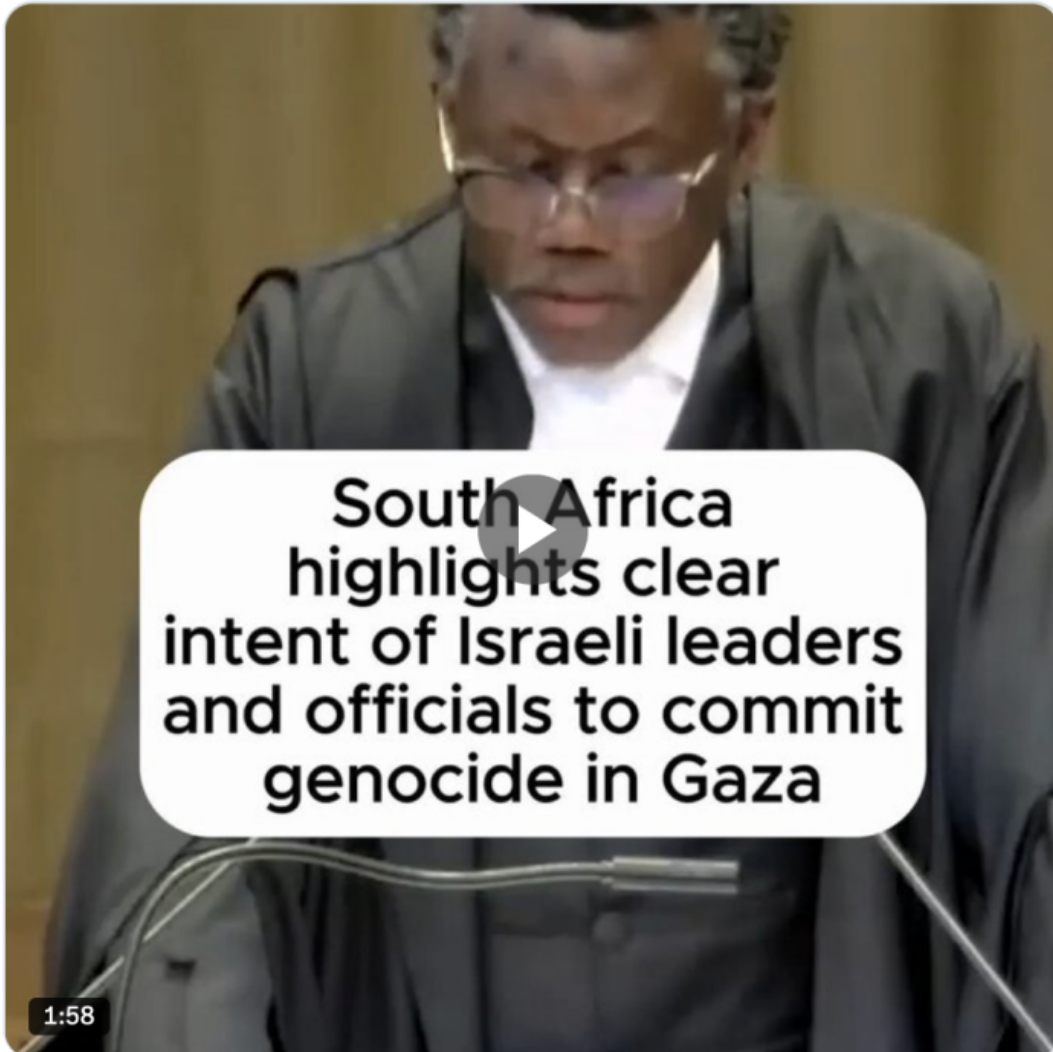 South Africa
highlights clear
intent of Israeli leaders
and officials to commit
genocide in Gaza
1:58